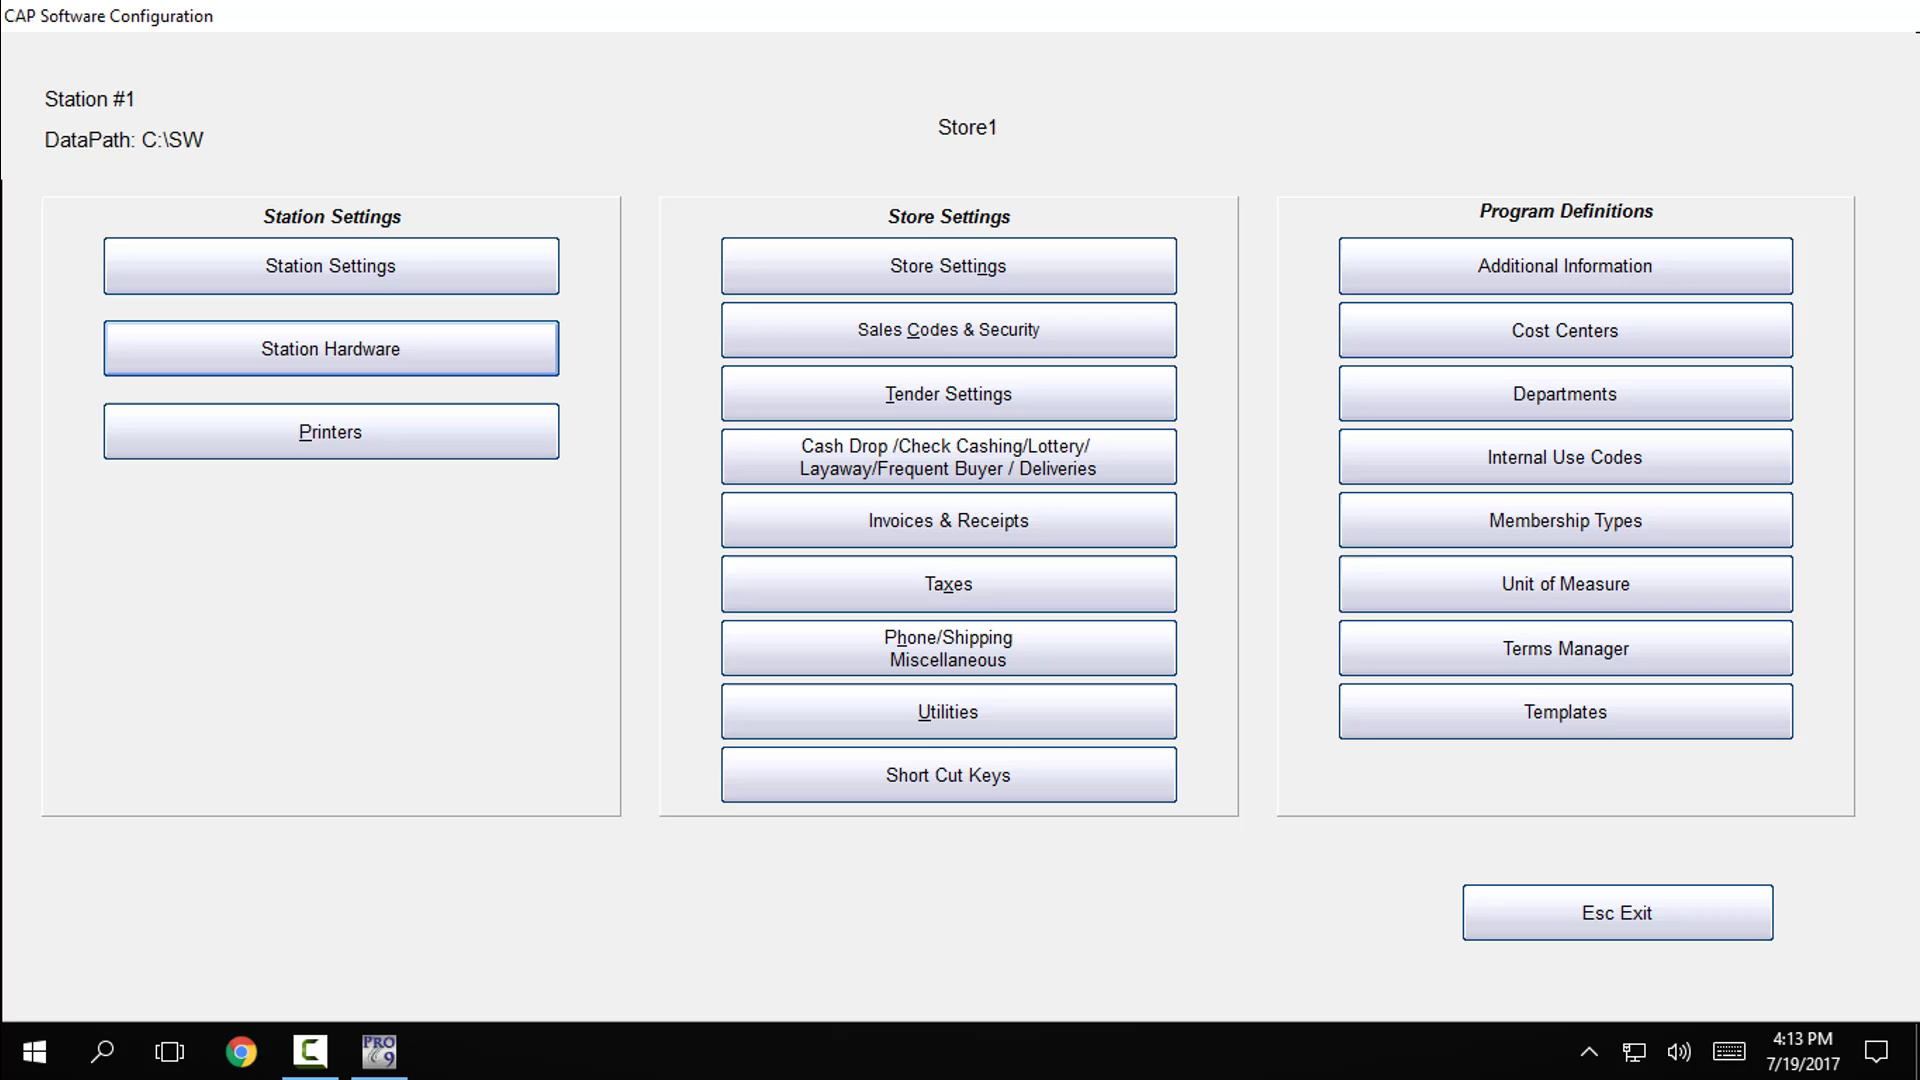 CAP Software Configuration
Station #1
DataPath: C:\SW
Store1
Station Settings
Station Settings
Station Hardware
Printers
Store Settings
Store Settings
Sales Codes & Security
Tender Settings
Cash Drop /Check Cashing/Lottery/
Layaway/Frequent Buyer / Deliveries
Invoices & Receipts
Taxes
Phone/Shipping
Miscellaneous
Utilities
Short Cut Keys
Program Definitions
Additional Information
Cost Centers
Departments
Internal Use Codes
Membership Types
Unit of Measure
Terms Manager
Templates
Esc Exit
PRO
9
4:13 PM
7/19/2017